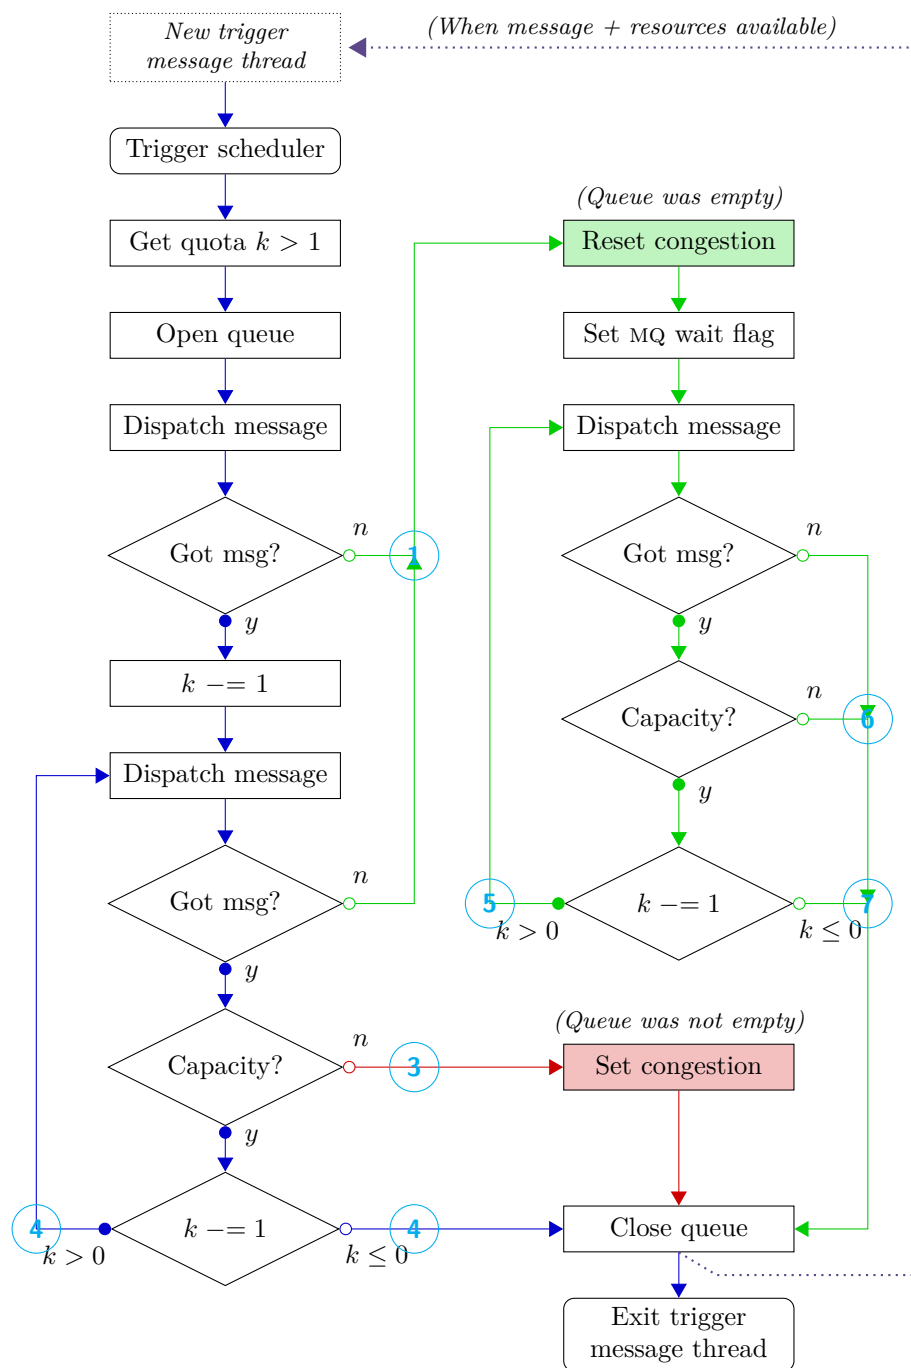 New trigger
message thread
(When message + resources available)
Trigger scheduler
Get quota k > 1
Open queue
Dispatch message
Got msg?
n
1
y
k −= 1
Dispatch message
Got msg?
n
y
Capacity?
n
3
y
k −= 1
4
k > 0
4
k ≤ 0
(Queue was empty)
Reset congestion
Set MQ wait flag
Dispatch message
Got msg?
n
y
Capacity?
n
6
y
k −= 1
5
k > 0
7
k ≤ 0
(Queue was not empty)
Set congestion
Close queue
Exit trigger
message thread